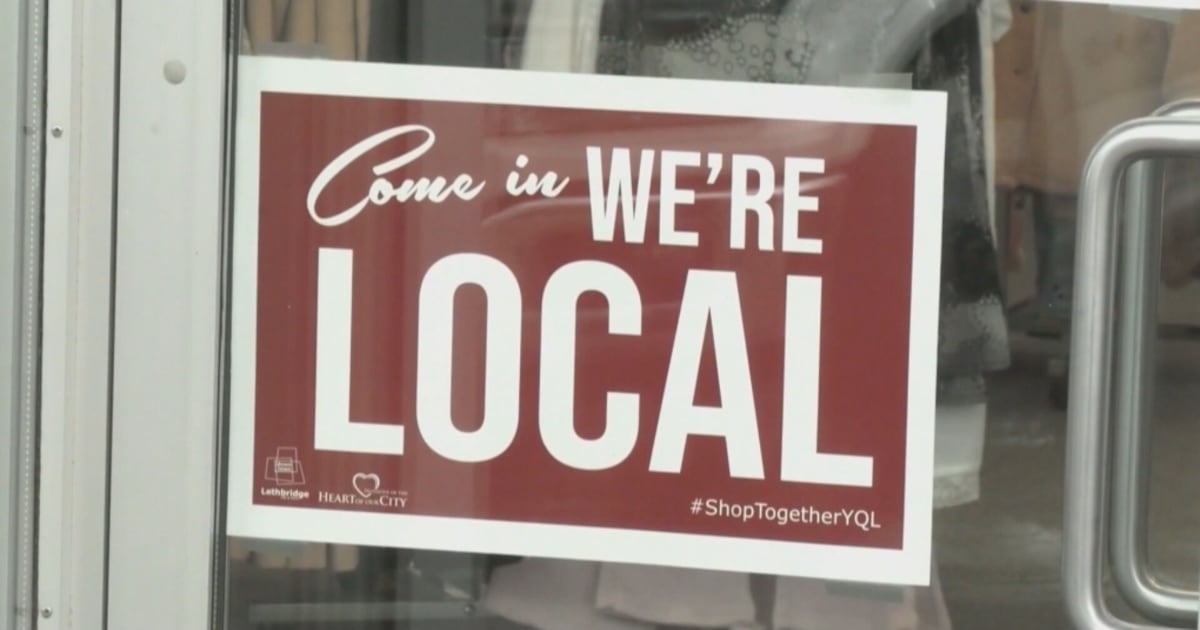 Come in WE'RE
LOCAL
Lethbridge
HEART OF OUR CITY
#ShopTogetherYQL